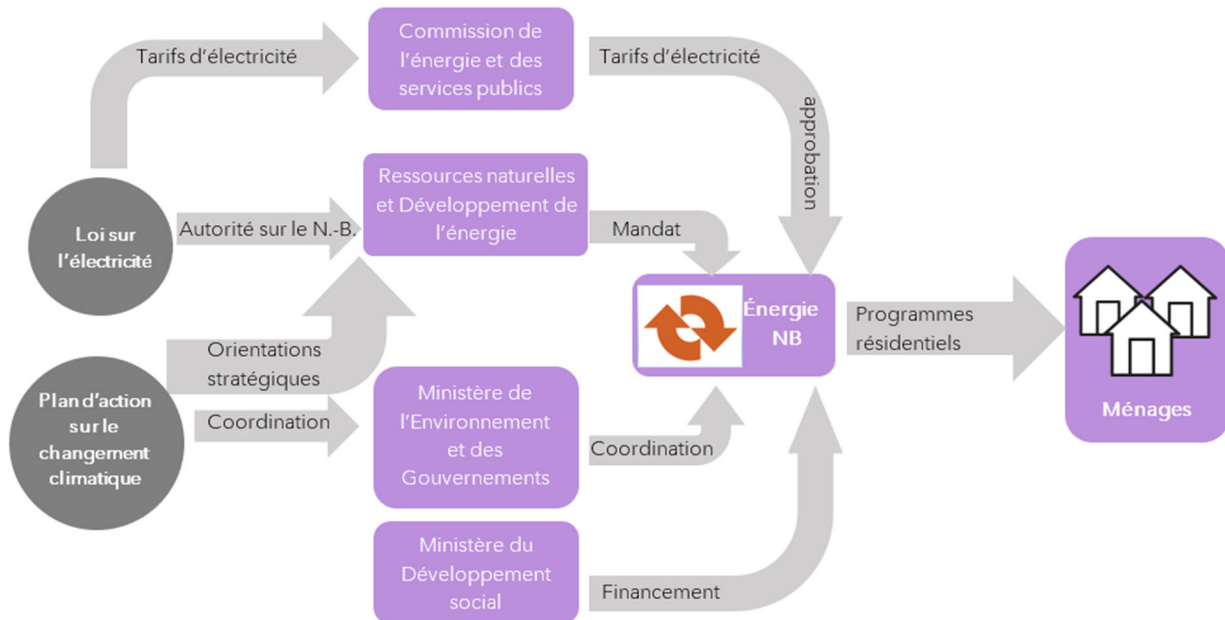 Tarifs d'électricité
Commission de
l'énergie et des
services publics
Tarifs d'électricité
approbation
Loi sur
l'électricité
Autorité sur le N.-B.
Ressources naturelles
et Développement de
l'énergie
Mandat
Énergie
NB
Programmes
résidentiels
Ménages
Orientations
stratégiques
Plan d'action
sur le
changement
climatique
Coordination
Ministère de
l'Environnement
et des
Gouvernements
Coordination
Ministère du
Développement
social
Financement